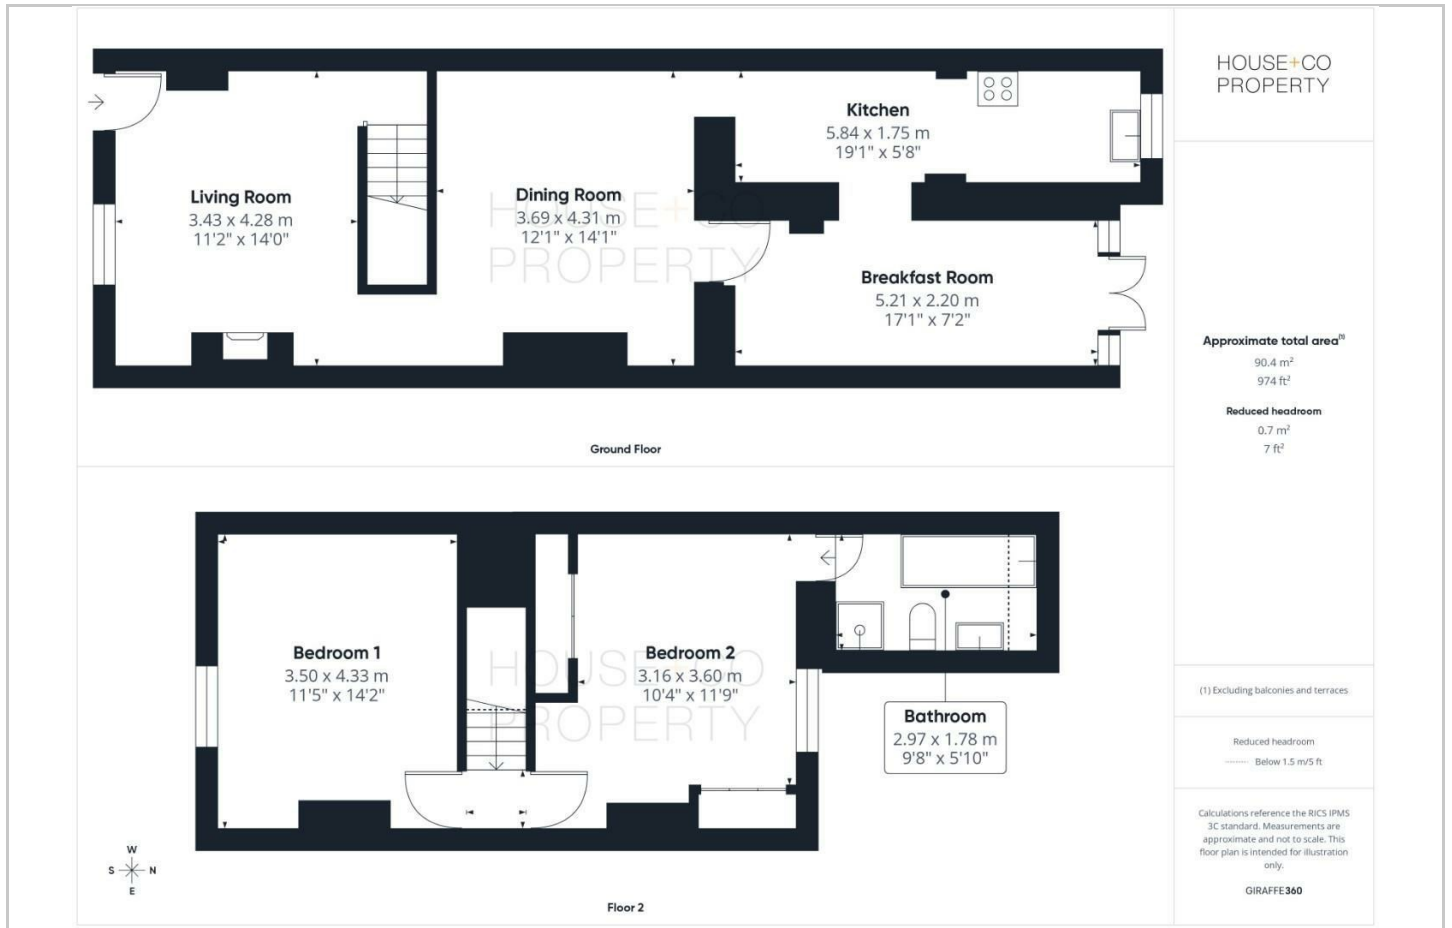 HOUSE+CO
PROPERTY
Living Room
3.43 x 4.28 m
11'2" x 14'0"
Dining Room
3.69 x 4.31 m
12'1" x 14'1"
Kitchen
5.84 x 1.75 m
19'1" x 5'8"
Breakfast Room
5.21 x 2.20 m
17'1" x 7'2"
HOUSE+CO
PROPERTY
Ground Floor
Bedroom 1
3.50 x 4.33 m
11'5" x 14'2"
Bedroom 2
3.16 x 3.60 m
10'4" x 11'9"
Bathroom
2.97 x 1.78 m
9'8" x 5'10"
HOUSE+CO
PROPERTY
W
S N
E
Floor 2
Approximate total area(1)
90.4 m²
974 ft²
Reduced headroom
0.7 m²
7 ft²
(1) Excluding balconies and terraces
Reduced headroom
Below 1.5 m/5 ft
Calculations reference the RICS IPMS
3C standard. Measurements are
approximate and not to scale. This
floor plan is intended for illustration
only.
GIRAFFE360